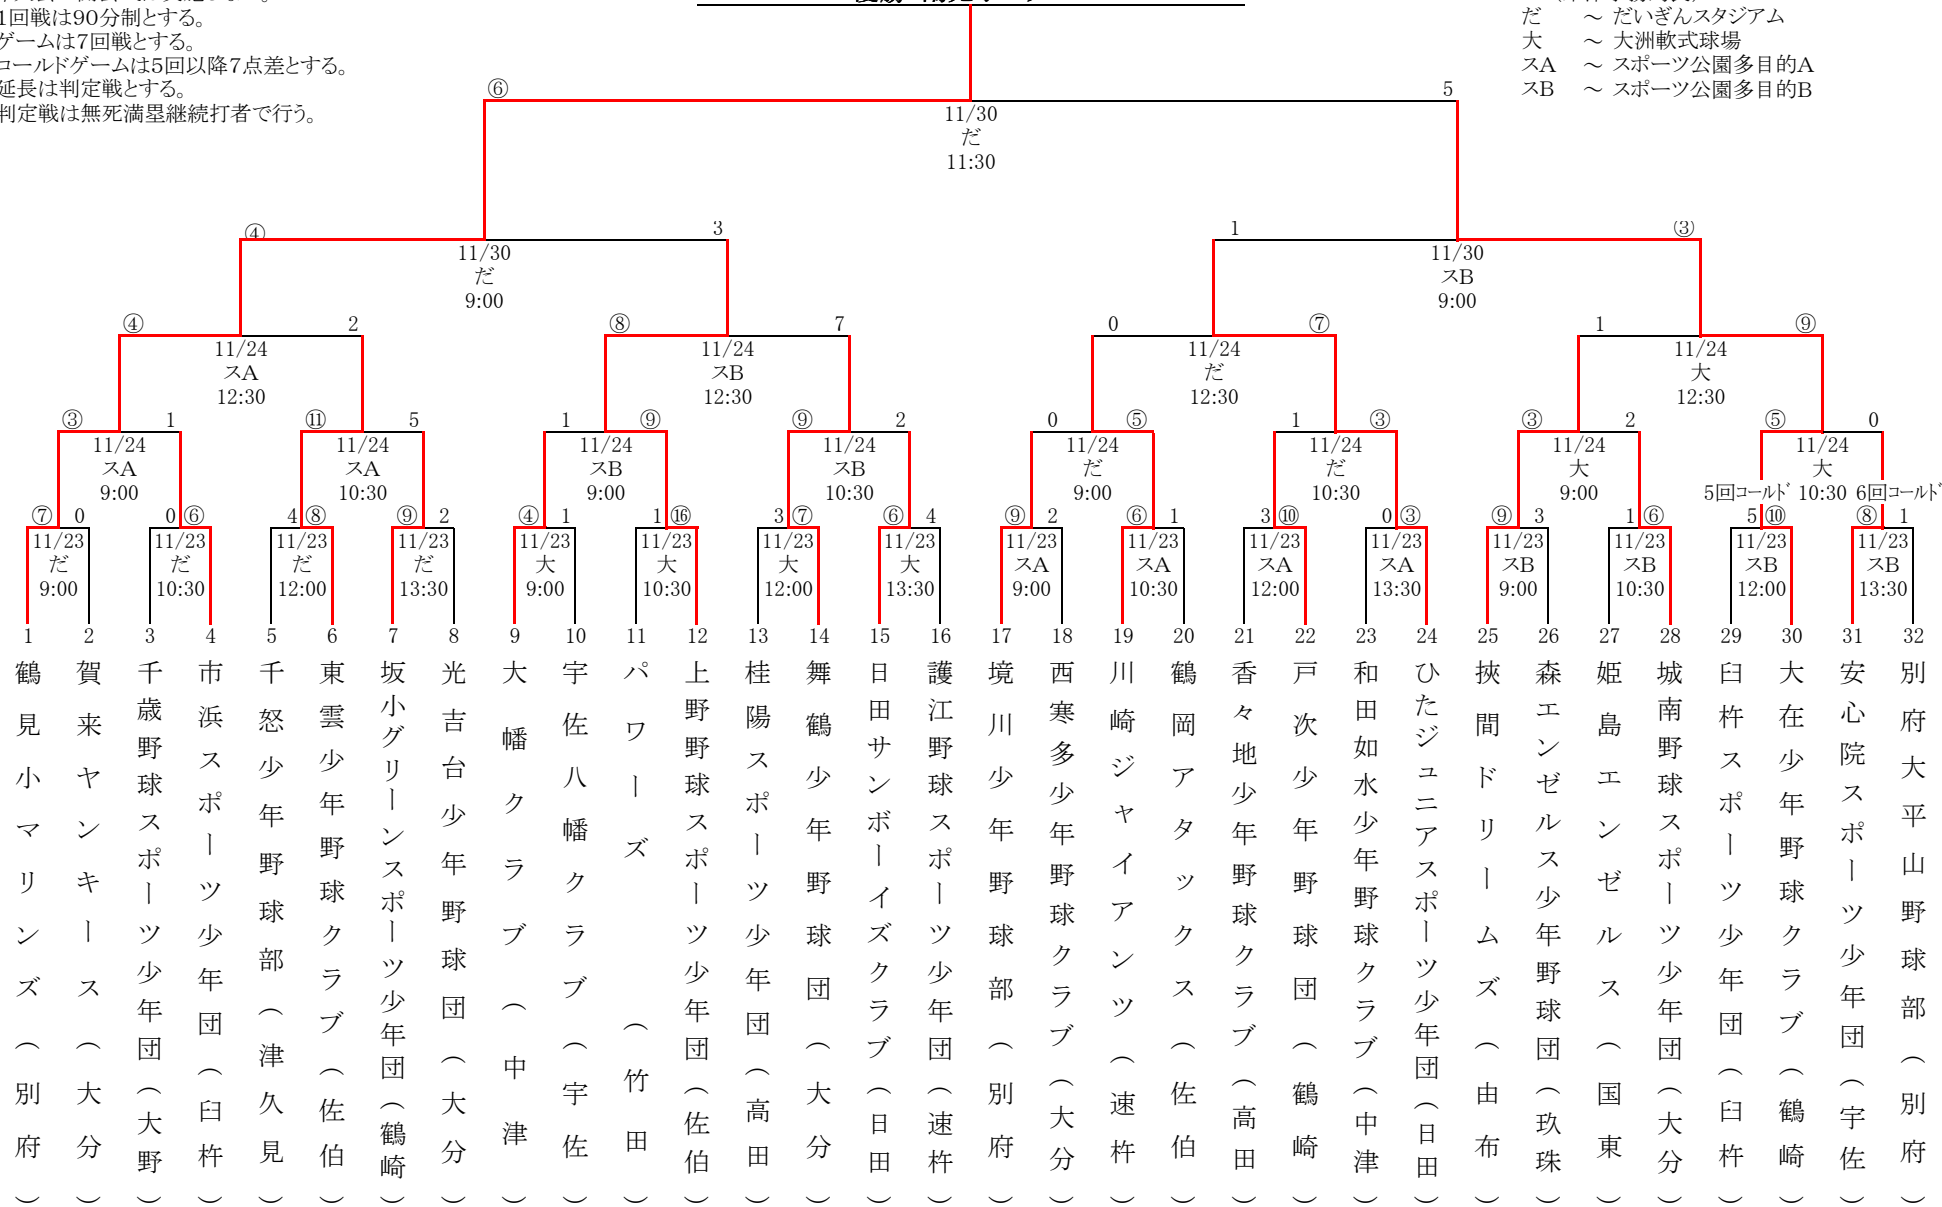 1回戦は90分制とする。
ゲームは7回戦とする。
コールドゲームは5回以降7点差とする。
延長は判定戦とする。
判定戦は無死満塁継続打者で行う。
だ ～ だいぎんスタジアム
大 ～ 大洲軟式球場
スA ～ スポーツ公園多目的A
スB ～ スポーツ公園多目的B
⑥ 5
11/30
だ
11:30
④ 3 1 ③
11/30 11/30
だ スB
9:00 9:00
④ 2 ⑧ 7 0 ⑦ 1 ⑨
11/24 11/24 11/24 11/24
スA スB だ 大
12:30 12:30 12:30 12:30
③ 1 ⑪ 5 1 ⑨ ⑨ 2 0 ⑤ 1 ③ ③ 2 ⑤ 0
11/24 11/24 11/24 11/24 11/24 11/24 11/24 11/24
スA スA スB スB だ だ 大 大
9:00 10:30 9:00 10:30 9:00 10:30 9:00 5回コールド 10:30 6回コールド
⑦ 0 0 ⑥ 4 ⑧ ⑨ 2 ④ 1 1 ⑯ 3 ⑦ ⑥ 4 ⑨ 2 ⑥ 1 3 ⑩ 0 ③ ⑨ 3 1 ⑥ 5 ⑩ ⑧ 1
11/23 11/23 11/23 11/23 11/23 11/23 11/23 11/23 11/23 11/23 11/23 11/23 11/23 11/23 11/23 11/23
だ だ だ だ 大 大 大 大 スA スA スA スA スB スB スB スB
9:00 10:30 12:00 13:30 9:00 10:30 12:00 13:30 9:00 10:30 12:00 13:30 9:00 10:30 12:00 13:30
1 2 3 4 5 6 7 8 9 10 11 12 13 14 15 16 17 18 19 20 21 22 23 24 25 26 27 28 29 30 31 32
鶴見小マリンズ（別府）
賀来ヤンキース（大分）
千歳野球スポーツ少年団（大野）
市浜スポーツ少年団（臼杵）
千怒少年野球部（津久見）
東雲少年野球クラブ（佐伯）
坂小グリーンスポーツ少年団（鶴崎）
光吉台少年野球団（大分）
大幡クラブ（中津）
宇佐八幡クラブ（宇佐）
パワーズ（竹田）
上野野球スポーツ少年団（佐伯）
桂陽スポーツ少年団（高田）
舞鶴少年野球団（大分）
日田サンボーイズクラブ（日田）
護江野球スポーツ少年団（速杵）
境川少年野球部（別府）
西寒多少年野球クラブ（大分）
川崎ジャイアンツ（速杵）
鶴岡アタックス（佐伯）
香々地少年野球クラブ（高田）
戸次少年野球団（鶴崎）
和田如水少年野球クラブ（中津）
ひたジュニアスポーツ少年団（日田）
挾間ドリームズ（由布）
森エンゼルス少年野球団（玖珠）
姫島エンゼルス（国東）
城南野球スポーツ少年団（大分）
臼杵スポーツ少年団（臼杵）
大在少年野球クラブ（鶴崎）
安心院スポーツ少年団（宇佐）
別府大平山野球部（別府）